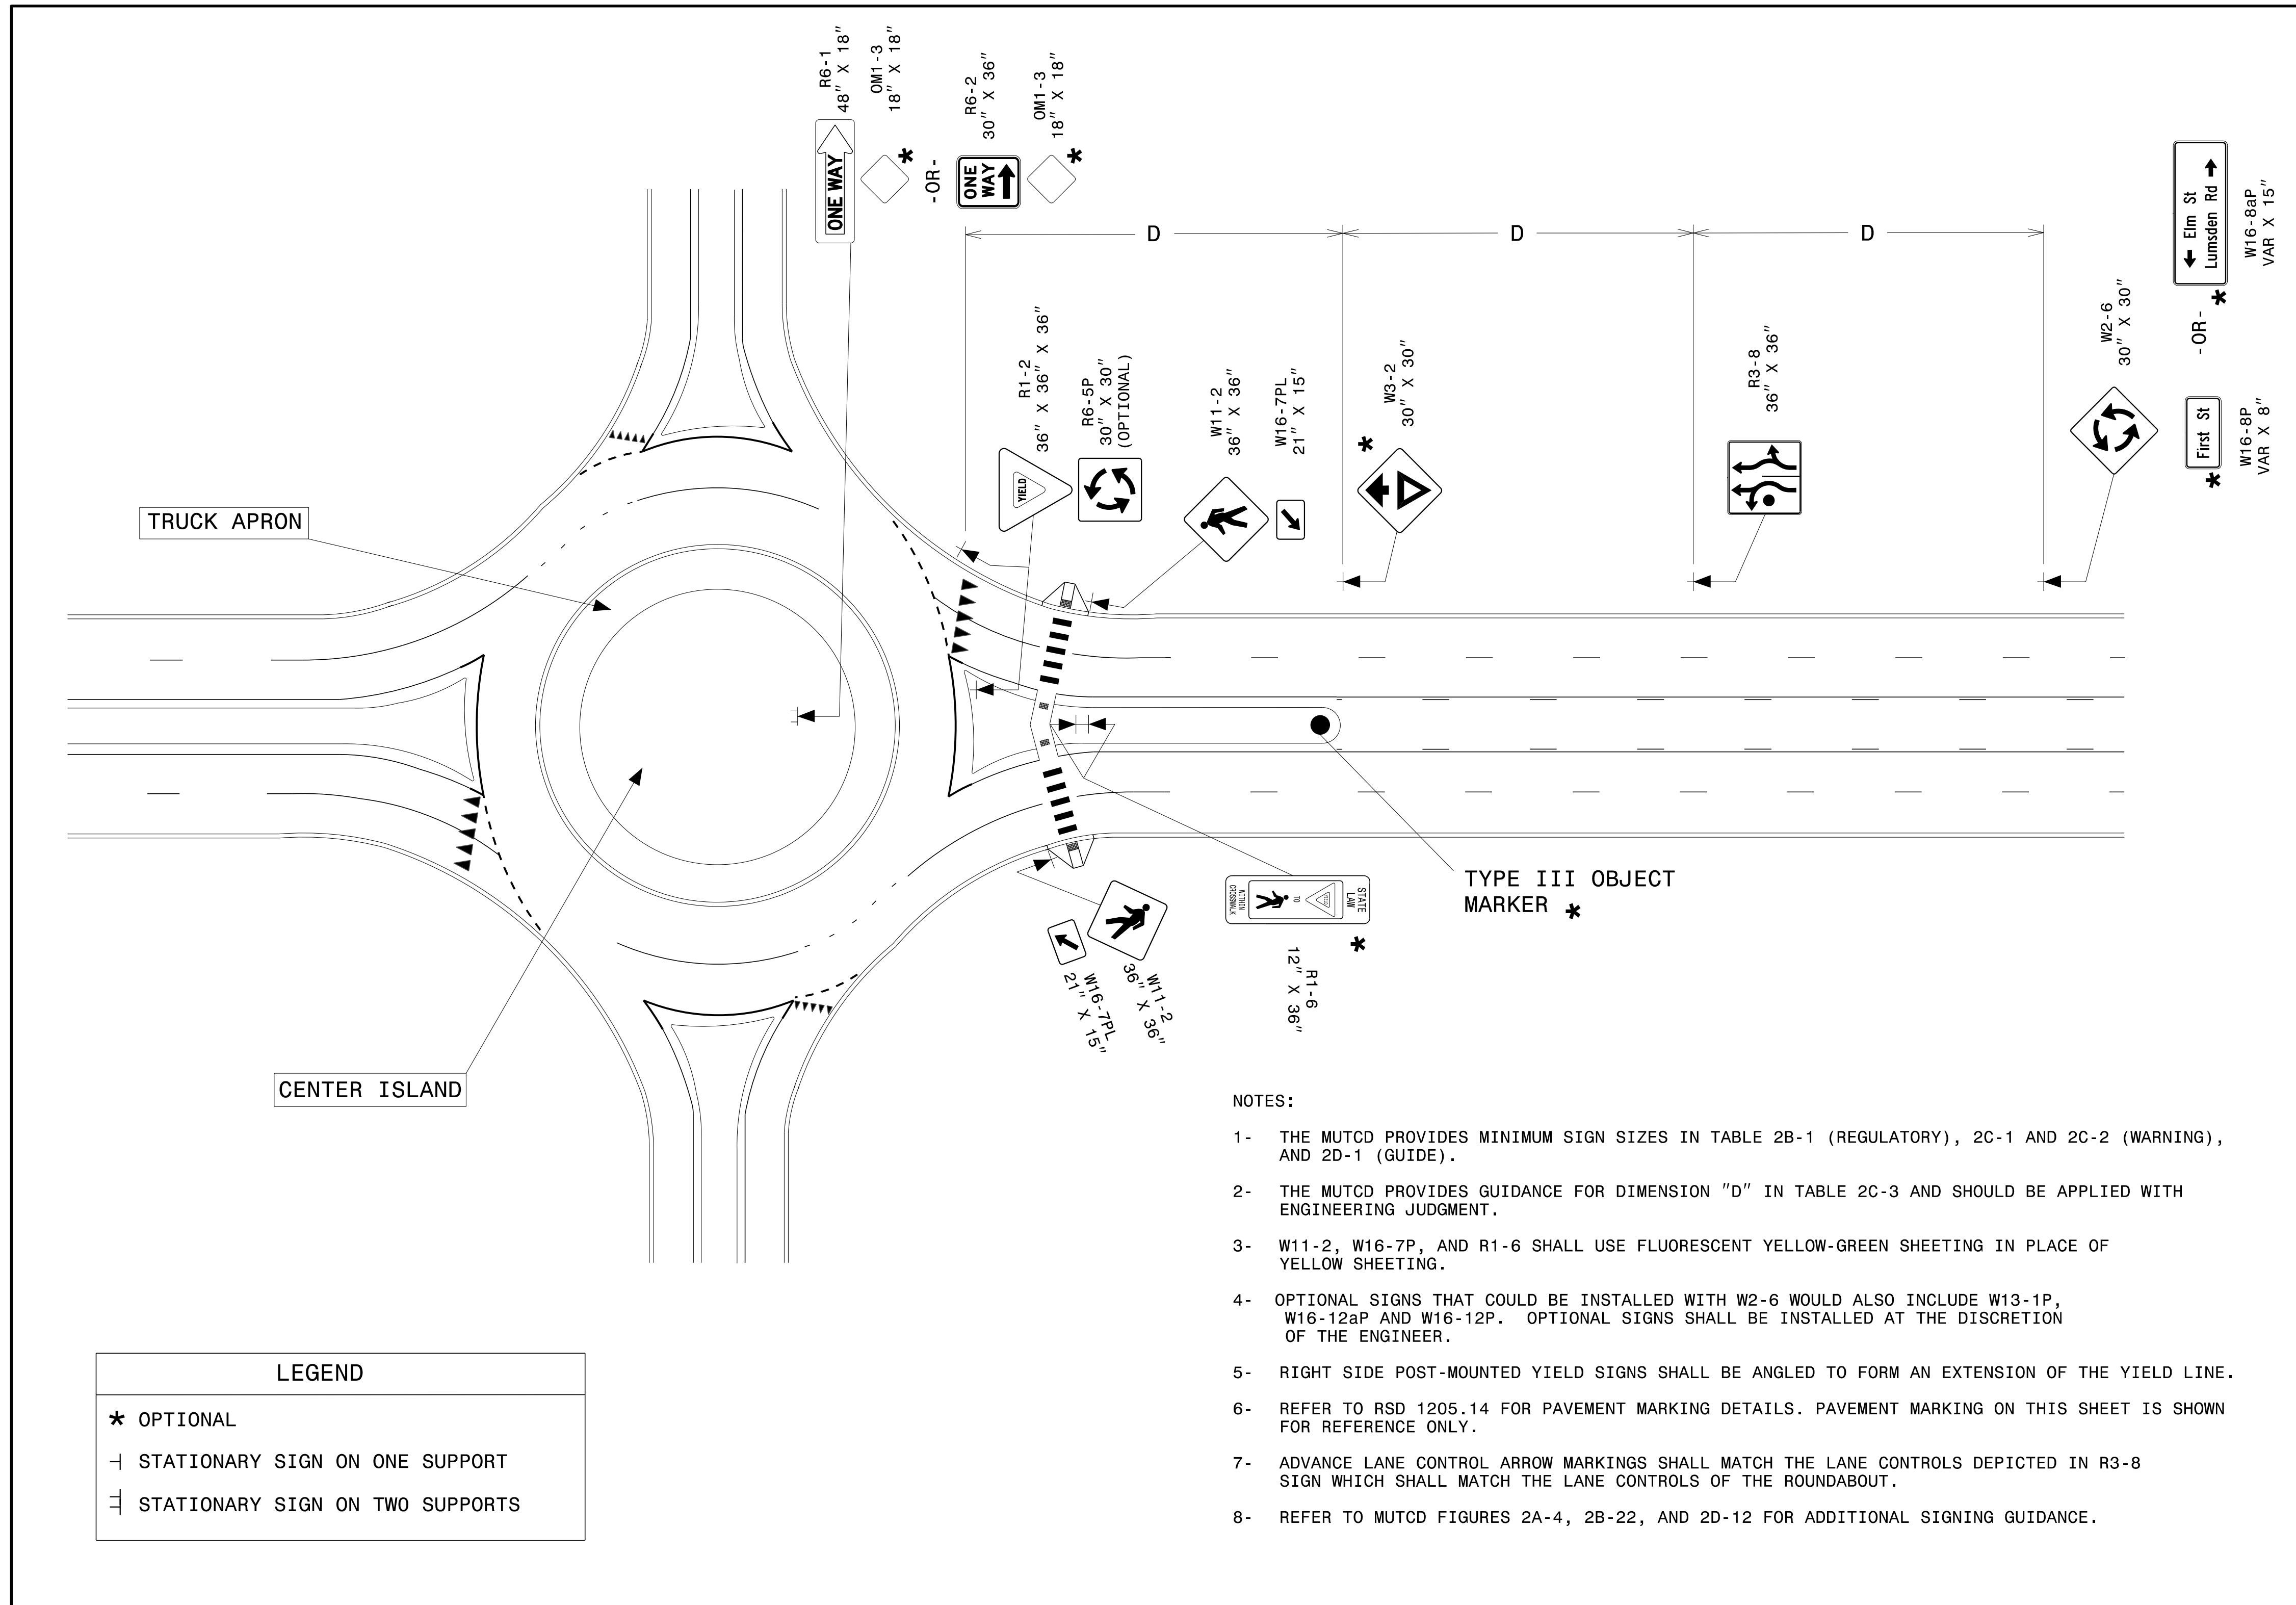 R6-1
48" X 18"
OM1-3
18" X 18"
-OR-
R6-2
30" X 36"
OM1-3
18" X 18"
ONE WAY
*
ONE
WAY
*
D
D
D
R1-2
36" X 36" X 36"
R6-5P
30" X 30"
(OPTIONAL)
YIELD
W11-2
36" X 36"
W16-7PL
21" X 15"
*
W3-2
30" X 30"
R3-8
36" X 36"
W2-6
30" X 30"
First St
*
W16-8P
VAR X 8"
-OR-
Elm St
Lumsden Rd
*
W16-8aP
VAR X 15"
TRUCK APRON
CENTER ISLAND
TYPE III OBJECT
MARKER *
STATE
LAW
TO
WITHIN
CROSSWALK
*
R1-6
12" X 36"
W11-2
36" X 36"
W16-7PL
21" X 15"
NOTES:
1- THE MUTCD PROVIDES MINIMUM SIGN SIZES IN TABLE 2B-1 (REGULATORY), 2C-1 AND 2C-2 (WARNING),
AND 2D-1 (GUIDE).
2- THE MUTCD PROVIDES GUIDANCE FOR DIMENSION "D" IN TABLE 2C-3 AND SHOULD BE APPLIED WITH
ENGINEERING JUDGMENT.
3- W11-2, W16-7P, AND R1-6 SHALL USE FLUORESCENT YELLOW-GREEN SHEETING IN PLACE OF
YELLOW SHEETING.
4- OPTIONAL SIGNS THAT COULD BE INSTALLED WITH W2-6 WOULD ALSO INCLUDE W13-1P,
W16-12aP AND W16-12P. OPTIONAL SIGNS SHALL BE INSTALLED AT THE DISCRETION
OF THE ENGINEER.
5- RIGHT SIDE POST-MOUNTED YIELD SIGNS SHALL BE ANGLED TO FORM AN EXTENSION OF THE YIELD LINE.
6- REFER TO RSD 1205.14 FOR PAVEMENT MARKING DETAILS. PAVEMENT MARKING ON THIS SHEET IS SHOWN
FOR REFERENCE ONLY.
7- ADVANCE LANE CONTROL ARROW MARKINGS SHALL MATCH THE LANE CONTROLS DEPICTED IN R3-8
SIGN WHICH SHALL MATCH THE LANE CONTROLS OF THE ROUNDABOUT.
8- REFER TO MUTCD FIGURES 2A-4, 2B-22, AND 2D-12 FOR ADDITIONAL SIGNING GUIDANCE.
LEGEND
* OPTIONAL
STATIONARY SIGN ON ONE SUPPORT
STATIONARY SIGN ON TWO SUPPORTS